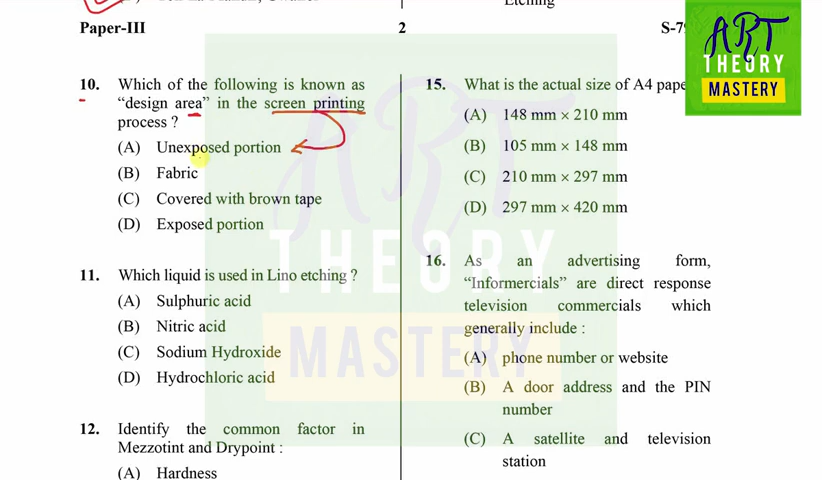 Etching
Paper-III
2
10. Which of the following is known as
"design area" in the screen printing
process ?
(A) Unexposed portion
(B) Fabric
(C) Covered with brown tape
(D) Exposed portion
11. Which liquid is used in Lino etching ?
(A) Sulphuric acid
(B) Nitric acid
(C) Sodium Hydroxide
(D) Hydrochloric acid
12. Identify the common factor in
Mezzotint and Drypoint :
(A) Hardness
15. What is the actual size of A4
(A) 148 mm × 210 mm
(B) 105 mm × 148 mm
(C) 210 mm × 297 mm
(D) 297 mm × 420 mm
16. As an advertising form,
"Informercials" are direct response
television commercials which
generally include :
(A) phone number or website
(B) A door address and the PIN
number
(C) A satellite and television
station
ART
THEORY
MASTERY
ART
THEORY
MASTERY